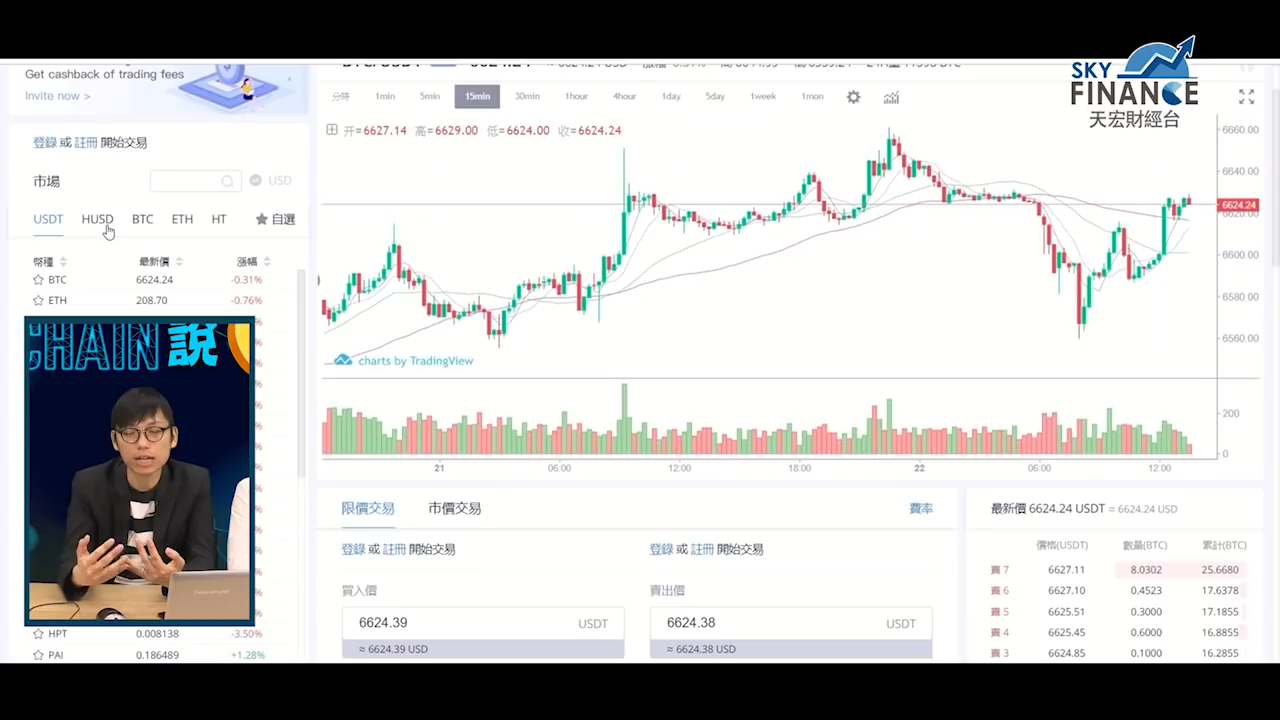 SKY
FINANCE
天宏財經台
Get cashback of trading fees
Invite now >
分時 1min 5min 15min 30min 1hour 4hour 1day 5day 1week 1mon
登錄 或 註冊 開始交易
開=6627.14 高=6629.00 低=6624.00 收=6624.24
市場
USD
USDT HUSD BTC ETH HT 自選
幣種 最新價 漲幅
BTC 6624.24 -0.31%
ETH 208.70 -0.76%
CHAIN說
HPT 0.008138 -3.50%
PAI 0.186489 +1.28%
6660.00
6640.00
6624.24
6620.00
6600.00
6580.00
6560.00
charts by TradingView
200
0
21 06:00 12:00 18:00 22 06:00 12:00
限價交易 市價交易 費率
登錄 或 註冊 開始交易
登錄 或 註冊 開始交易
買入價
6624.39 USDT
≈ 6624.39 USD
賣出價
6624.38 USDT
≈ 6624.38 USD
最新價 6624.24 USDT ≈ 6624.24 USD
價格(USDT) 數量(BTC) 累計(BTC)
賣 7 6627.11 8.0302 25.6680
賣 6 6627.10 0.4523 17.6378
賣 5 6625.51 0.3000 17.1855
賣 4 6625.45 0.6000 16.8855
賣 3 6624.85 0.1000 16.2855